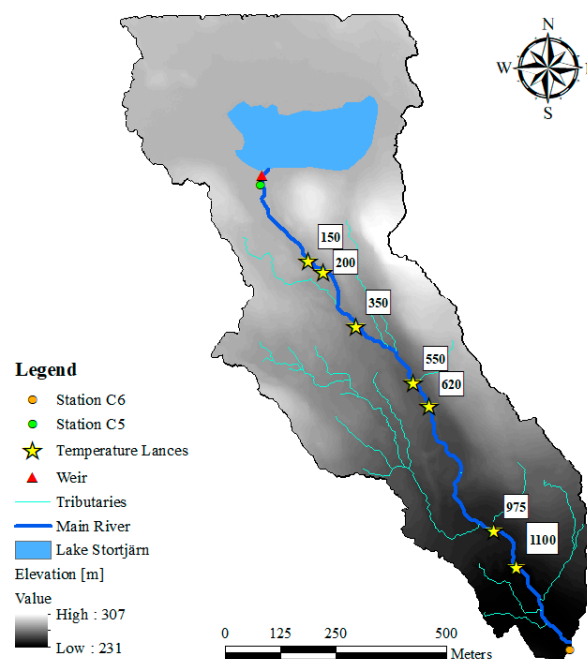 N
W
E
S
150
200
350
550
620
975
1100
Legend
Station C6
Station C5
Temperature Lances
Weir
Tributaries
Main River
Lake Stortjärn
Elevation [m]
Value
High : 307
Low : 231
0 125 250 500
Meters